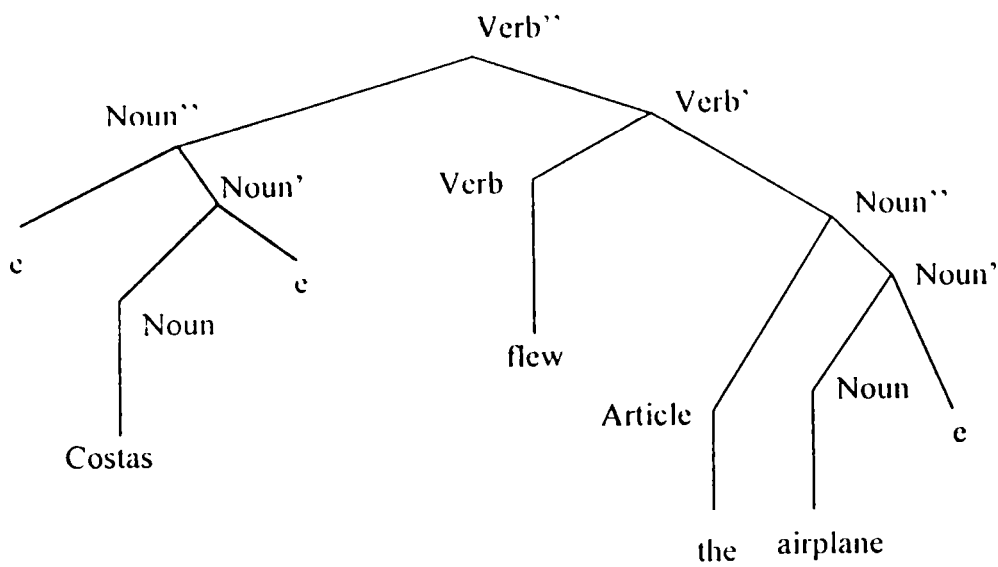 Verb’’
Noun’’
Verb’
Noun’
Verb
Noun’’
e
e
Noun’
Noun
flew
Article
Noun
e
Costas
the
airplane